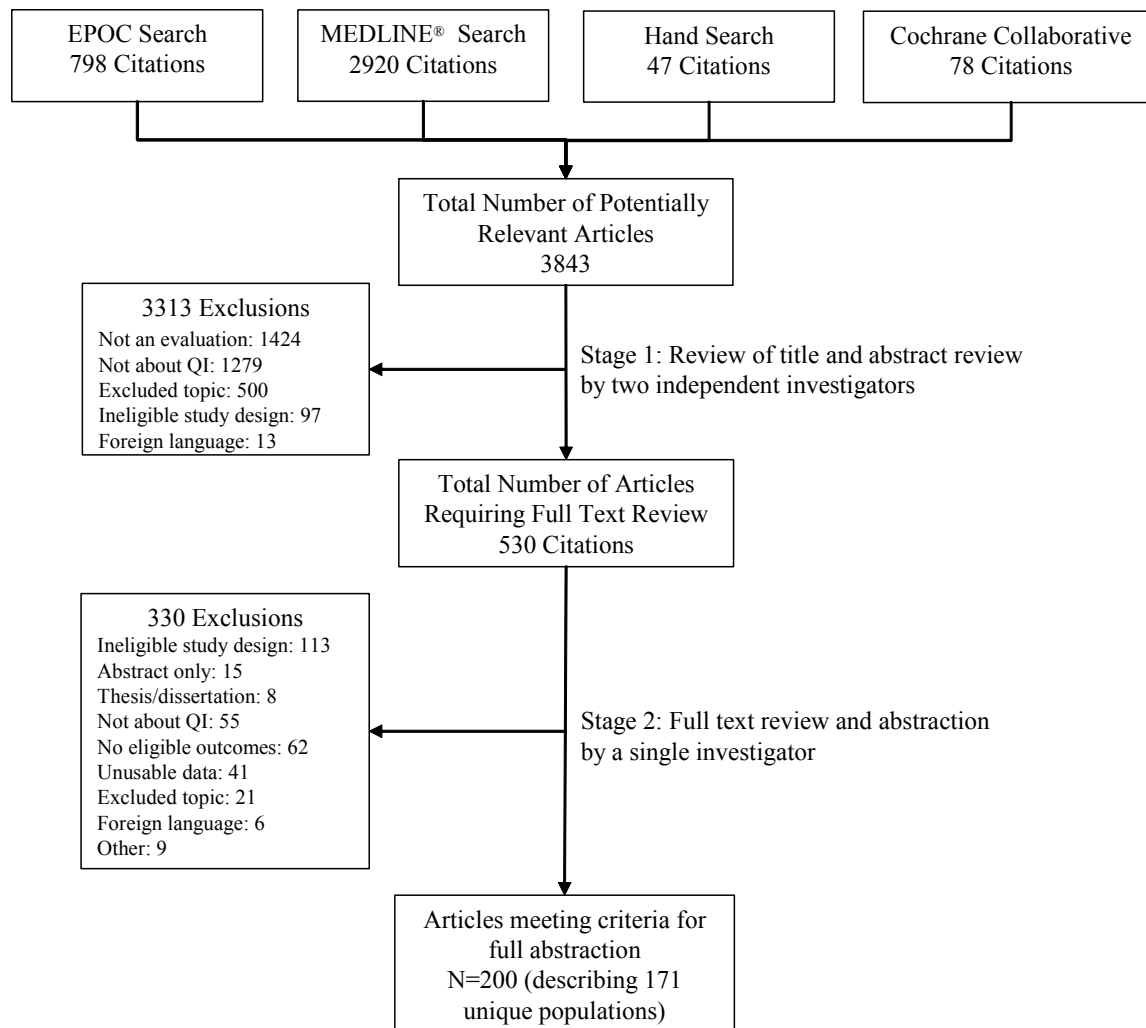 EPOC Search
798 Citations
MEDLINE® Search
2920 Citations
Hand Search
47 Citations
Cochrane Collaborative
78 Citations
Total Number of Potentially
Relevant Articles
3843
3313 Exclusions
Not an evaluation: 1424
Not about QI: 1279
Excluded topic: 500
Ineligible study design: 97
Foreign language: 13
Stage 1: Review of title and abstract review
by two independent investigators
Total Number of Articles
Requiring Full Text Review
530 Citations
330 Exclusions
Ineligible study design: 113
Abstract only: 15
Thesis/dissertation: 8
Not about QI: 55
No eligible outcomes: 62
Unusable data: 41
Excluded topic: 21
Foreign language: 6
Other: 9
Stage 2: Full text review and abstraction
by a single investigator
Articles meeting criteria for
full abstraction
N=200 (describing 171
unique populations)